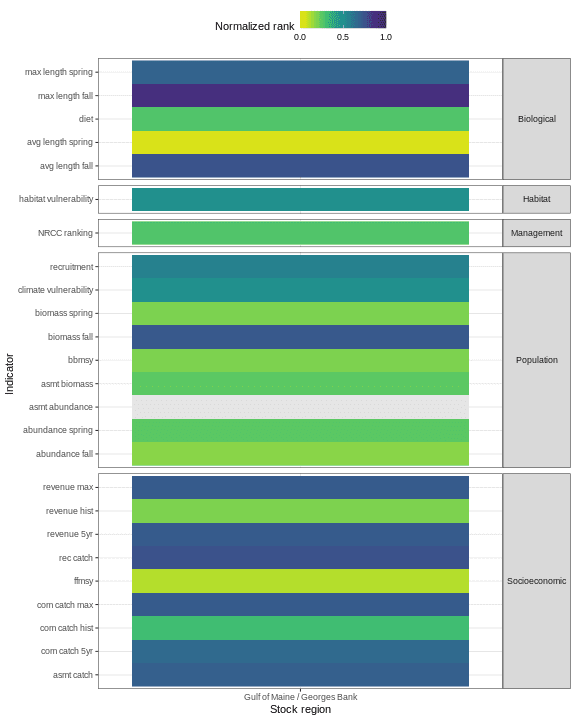 Normalized rank
0.0 0.5 1.0
max length spring
max length fall
diet
avg length spring
avg length fall
Biological
habitat vulnerability
Habitat
NRCC ranking
Management
recruitment
climate vulnerability
biomass spring
biomass fall
bbmsy
asmt biomass
asmt abundance
abundance spring
abundance fall
Population
revenue max
revenue hist
revenue 5yr
rec catch
ffmsy
com catch max
com catch hist
com catch 5yr
asmt catch
Socioeconomic
Indicator
Gulf of Maine / Georges Bank
Stock region